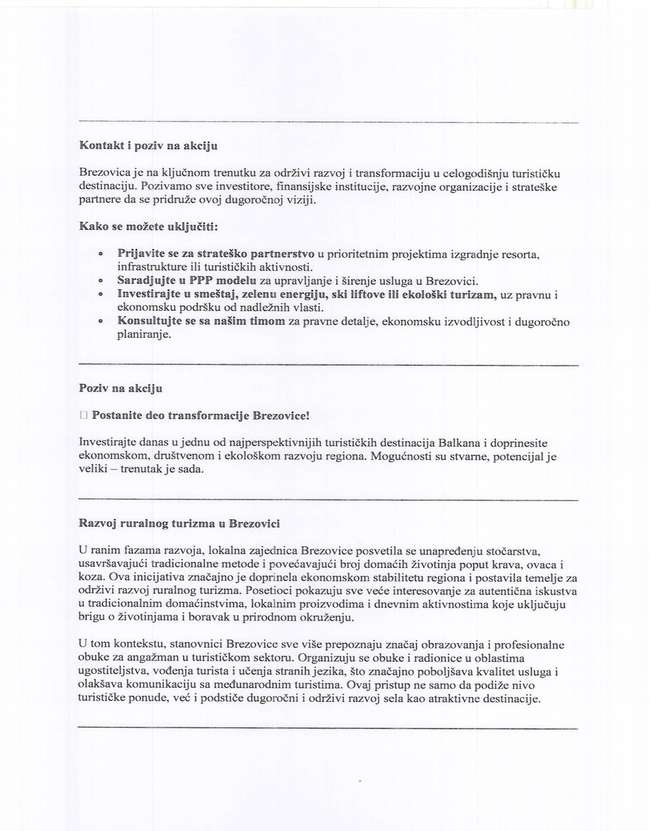 Kontakt i poziv na akciju
Brezovica je na ključnom trenutku za održivi razvoj i transformaciju u celogodišnju turističku
destinaciju. Pozivamo sve investitore, finansijske institucije, razvojne organizacije i strateške
partnere da se pridruže ovoj dugoročnoj viziji.
Kako se možete uključiti:
• Prijavite se za strateško partnerstvo u prioritetnim projektima izgradnje resorta,
infrastrukture ili turističkih aktivnosti.
• Saradjujte u PPP modelu za upravljanje i širenje usluga u Brezovici.
• Investirajte u smeštaj, zelenu energiju, ski liftove ili ekološki turizam, uz pravnu i
ekonomsku podršku od nadležnih vlasti.
• Konsultujte se sa našim timom za pravne detalje, ekonomsku izvodljivost i dugoročno
planiranje.
Poziv na akciju
□ Postanite deo transformacije Brezovice!
Investirajte danas u jednu od najperspektivnijih turističkih destinacija Balkana i doprinesite
ekonomskom, društvenom i ekološkom razvoju regiona. Mogućnosti su stvarne, potencijal je
veliki – trenutak je sada.
Razvoj ruralnog turizma u Brezovici
U ranim fazama razvoja, lokalna zajednica Brezovice posvetila se unapređenju stočarstva,
usavršavajući tradicionalne metode i povećavajući broj domaćih životinja poput krava, ovaca i
koza. Ova inicijativa značajno je doprinela ekonomskom stabilitetu regiona i postavila temelje za
održivi razvoj ruralnog turizma. Posetioci pokazuju sve veće interesovanje za autentična iskustva
u tradicionalnim domaćinstvima, lokalnim proizvodima i dnevnim aktivnostima koje uključuju
brigu o životinjama i boravak u prirodnom okruženju.
U tom kontekstu, stanovnici Brezovice sve više prepoznaju značaj obrazovanja i profesionalne
obuke za angažman u turističkom sektoru. Organizuju se obuke i radionice u oblastima
ugostiteljstva, vođenja turista i učenja stranih jezika, što značajno poboljšava kvalitet usluga i
olakšava komunikaciju sa međunarodnim turistima. Ovaj pristup ne samo da podiže nivo
turističke ponude, već i podstiče dugoročni i održivi razvoj sela kao atraktivne destinacije.